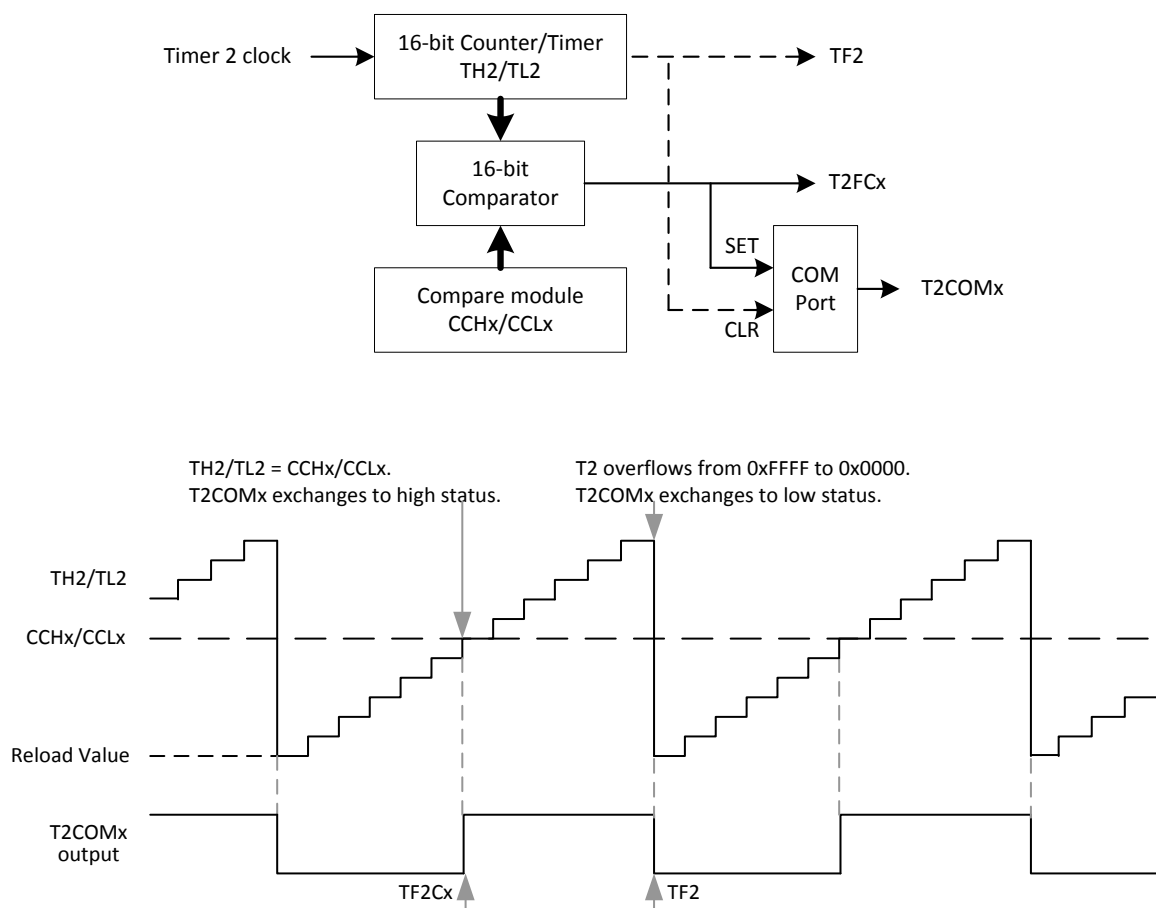 Timer 2 clock
16-bit Counter/Timer
TH2/TL2
TF2
16-bit
Comparator
T2FCx
SET
COM
Port
T2COMx
Compare module
CCHx/CCLx
CLR
TH2/TL2 = CCHx/CCLx.
T2COMx exchanges to high status.
T2 overflows from 0xFFFF to 0x0000.
T2COMx exchanges to low status.
TH2/TL2
CCHx/CCLx
Reload Value
T2COMx
output
TF2Cx
TF2